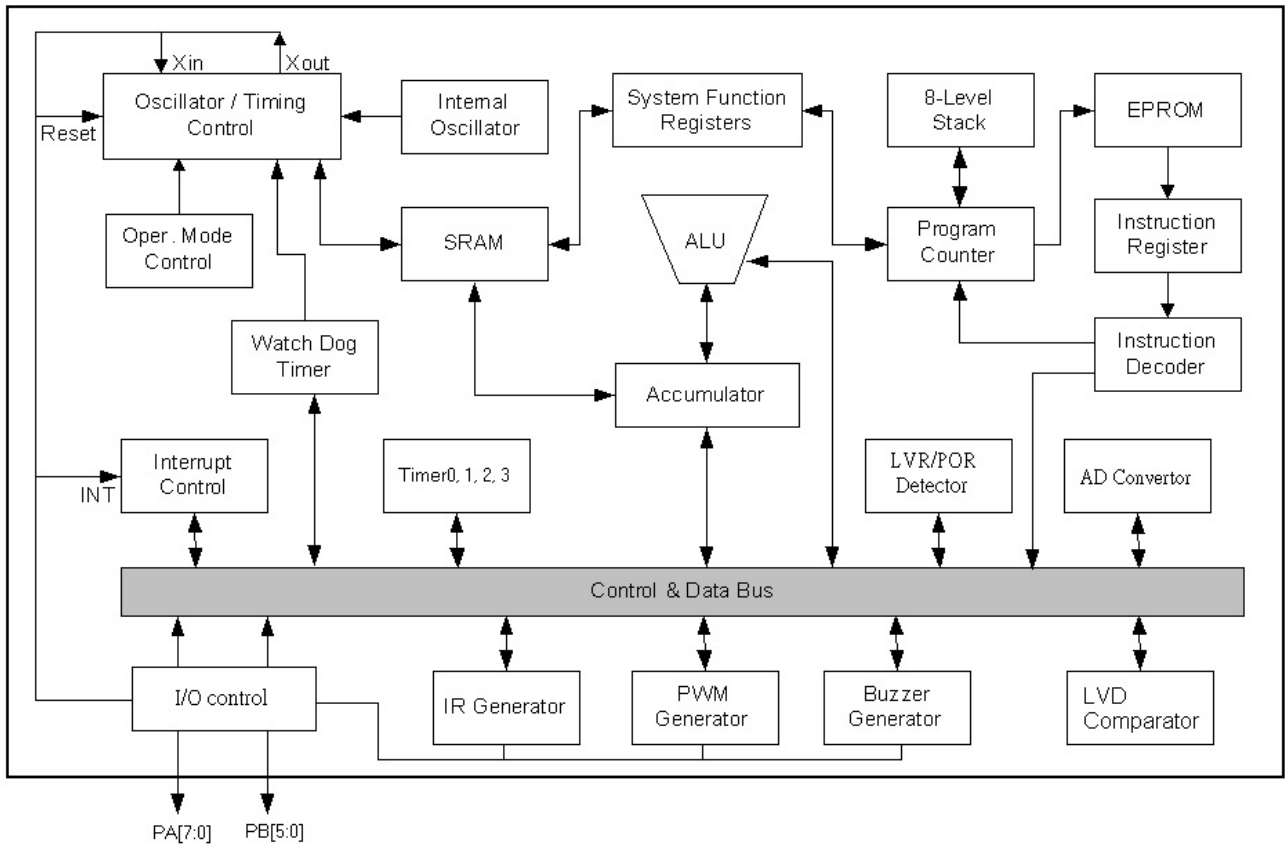 Xin
Xout
Oscillator / Timing
Control
Reset
Internal
Oscillator
System Function
Registers
8-Level
Stack
EPROM
Oper. Mode
Control
SRAM
ALU
Program
Counter
Instruction
Register
Watch Dog
Timer
Accumulator
Instruction
Decoder
Interrupt
Control
INT
Timer0, 1, 2, 3
LVR/POR
Detector
AD Convertor
Control & Data Bus
I/O control
IR Generator
PWM
Generator
Buzzer
Generator
LVD
Comparator
PA[7:0]
PB[5:0]